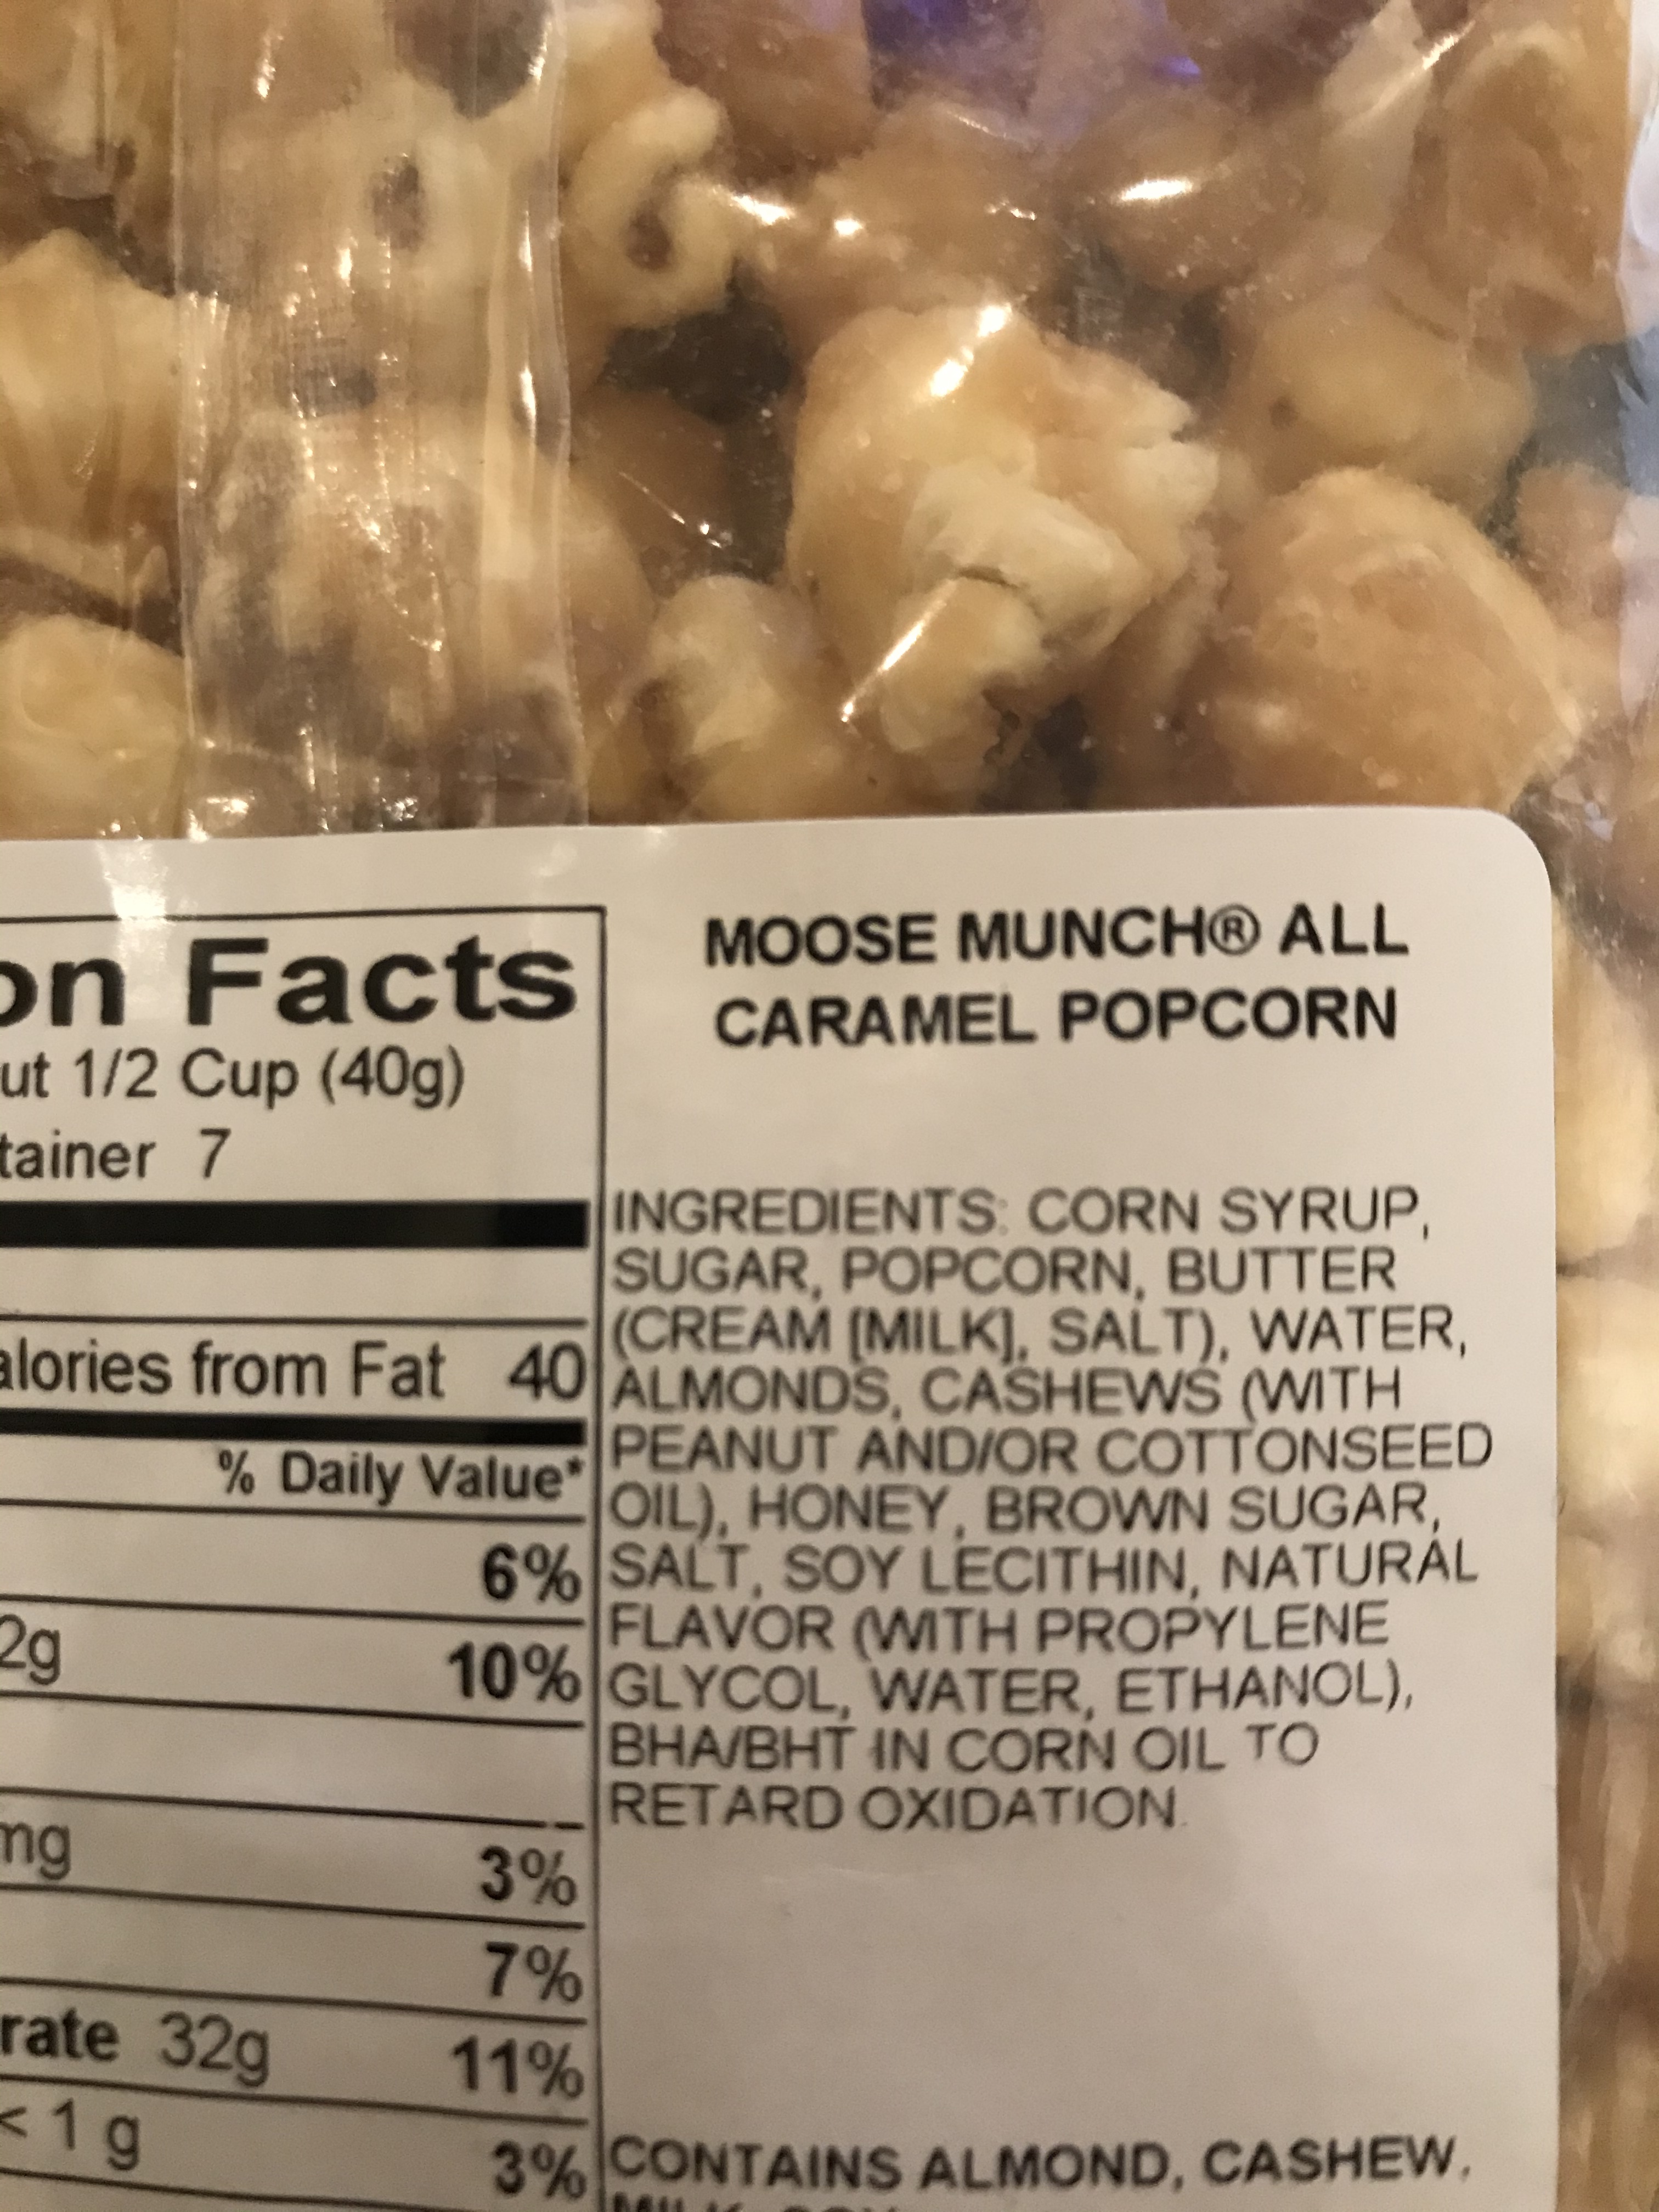 on Facts
ut 1/2 Cup (40g)
tainer 7
alories from Fat 40
% Daily Value*
6%
2g 10%
mg 3%
7%
rate 32g 11%
< 1 g 3%
MOOSE MUNCH® ALL
CARAMEL POPCORN
INGREDIENTS: CORN SYRUP,
SUGAR, POPCORN, BUTTER
(CREAM [MILK], SALT), WATER,
ALMONDS, CASHEWS (WITH
PEANUT AND/OR COTTONSEED
OIL), HONEY, BROWN SUGAR,
SALT, SOY LECITHIN, NATURAL
FLAVOR (WITH PROPYLENE
GLYCOL, WATER, ETHANOL),
BHA/BHT IN CORN OIL TO
RETARD OXIDATION.
CONTAINS ALMOND, CASHEW,